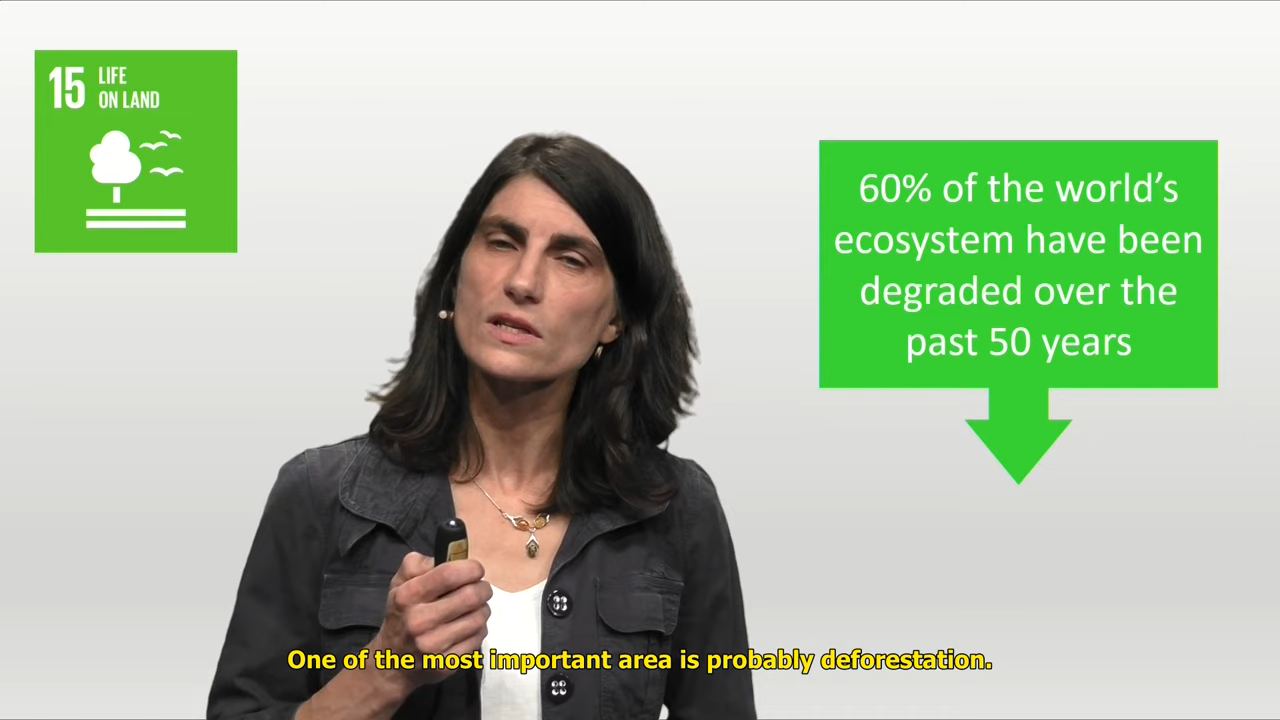 15 LIFE
ON LAND
60% of the world's
ecosystem have been
degraded over the
past 50 years
One of the most important area is probably deforestation.